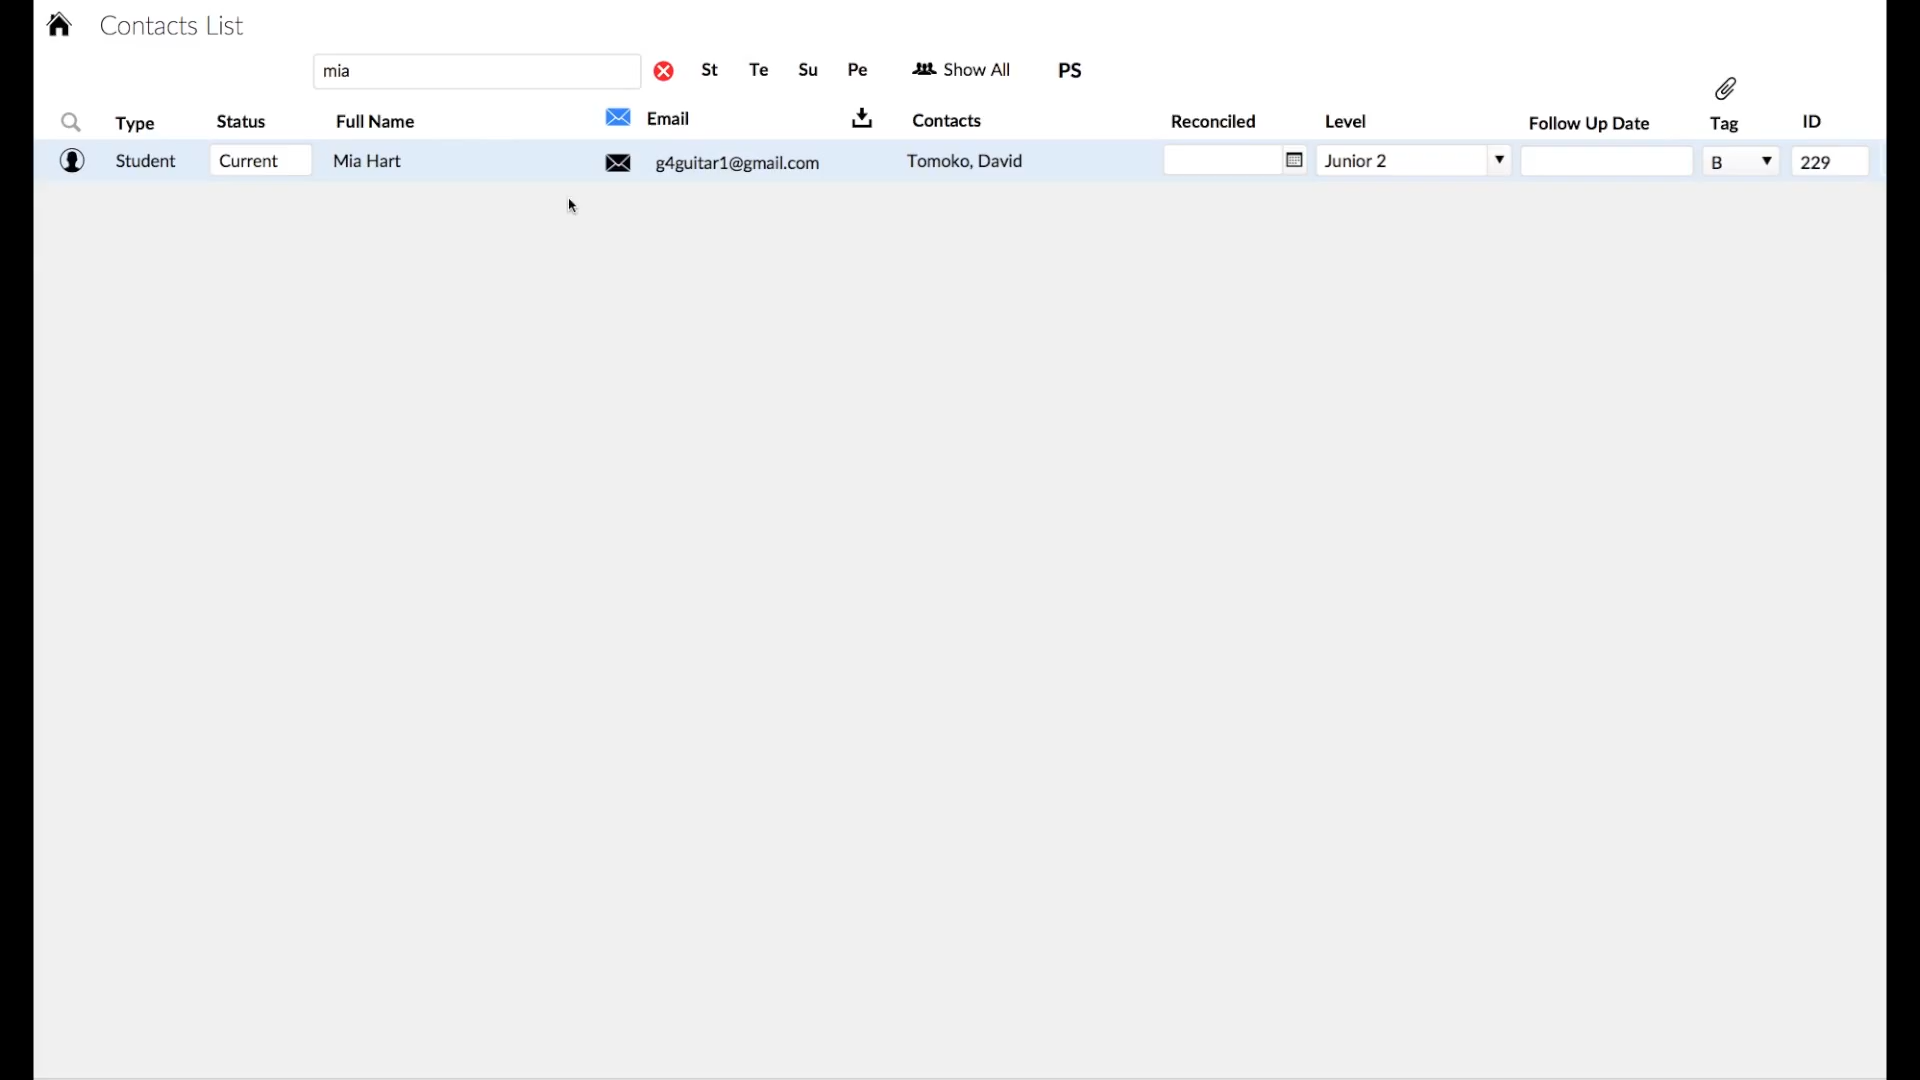 Contacts List
mia
St Te Su Pe Show All PS
Type Status Full Name Email Contacts Reconciled Level Follow Up Date Tag ID
Student Current Mia Hart g4guitar1@gmail.com Tomoko, David Junior 2 B 229